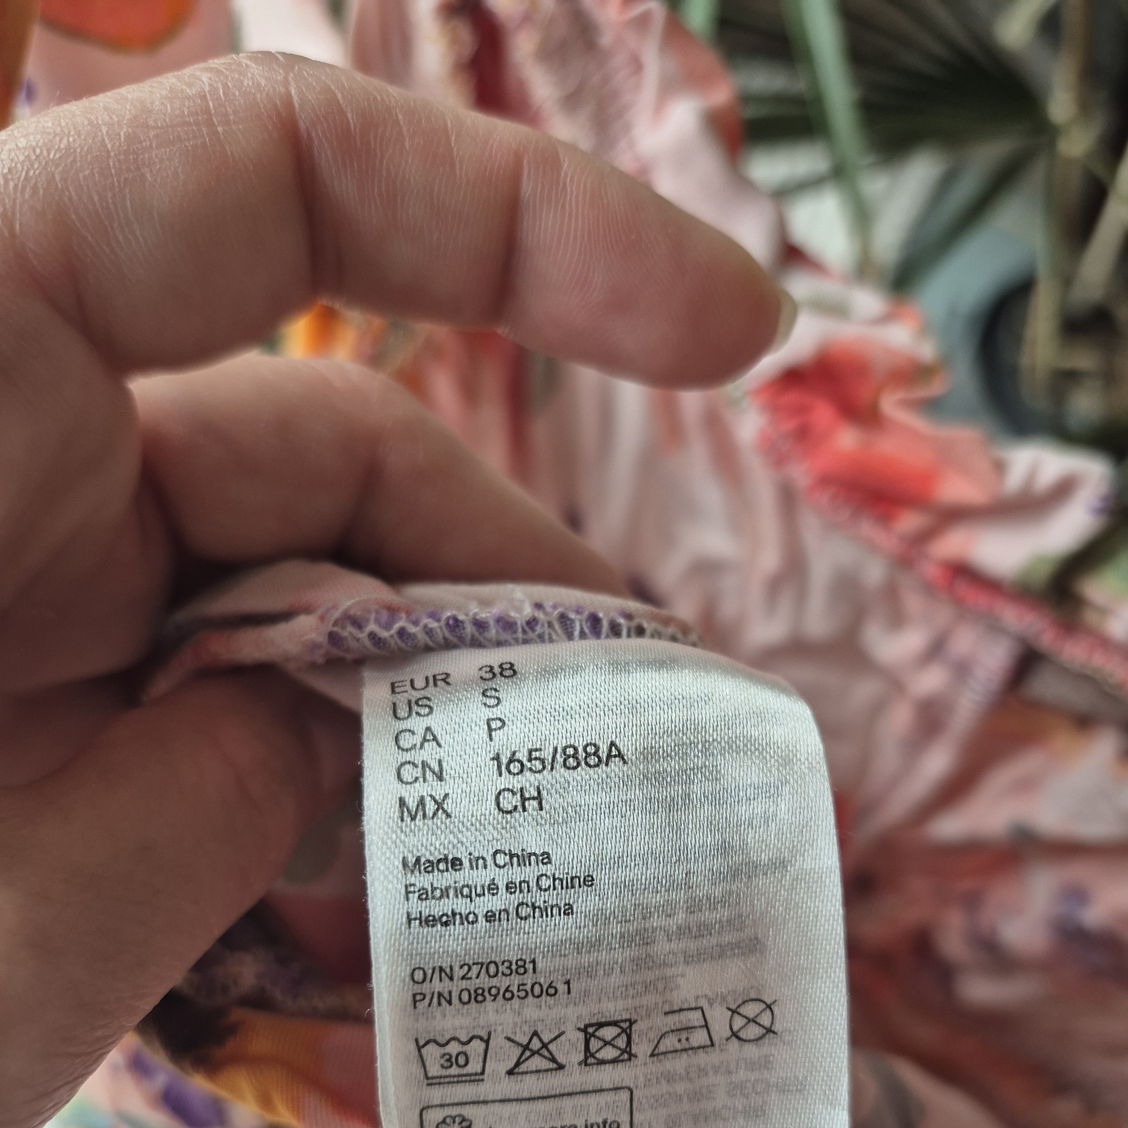 EUR 38
US S
CA P
CN 165/88A
MX CH
Made in China
Fabriqué en Chine
Hecho en China
O/N 270381
P/N 08965061
30
info